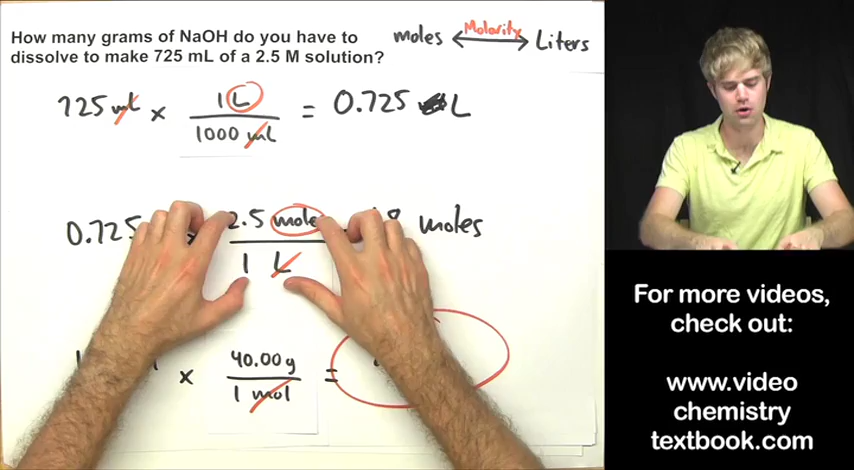 How many grams of NaOH do you have to
dissolve to make 725 mL of a 2.5 M solution?
moles Molarity Liters
725 mL × 1 L = 0.725 L
1000 mL
0.725 2.5 mole moles
1 L
× 40.00 g =
1 mol
For more videos,
check out:
www.video
chemistry
textbook.com